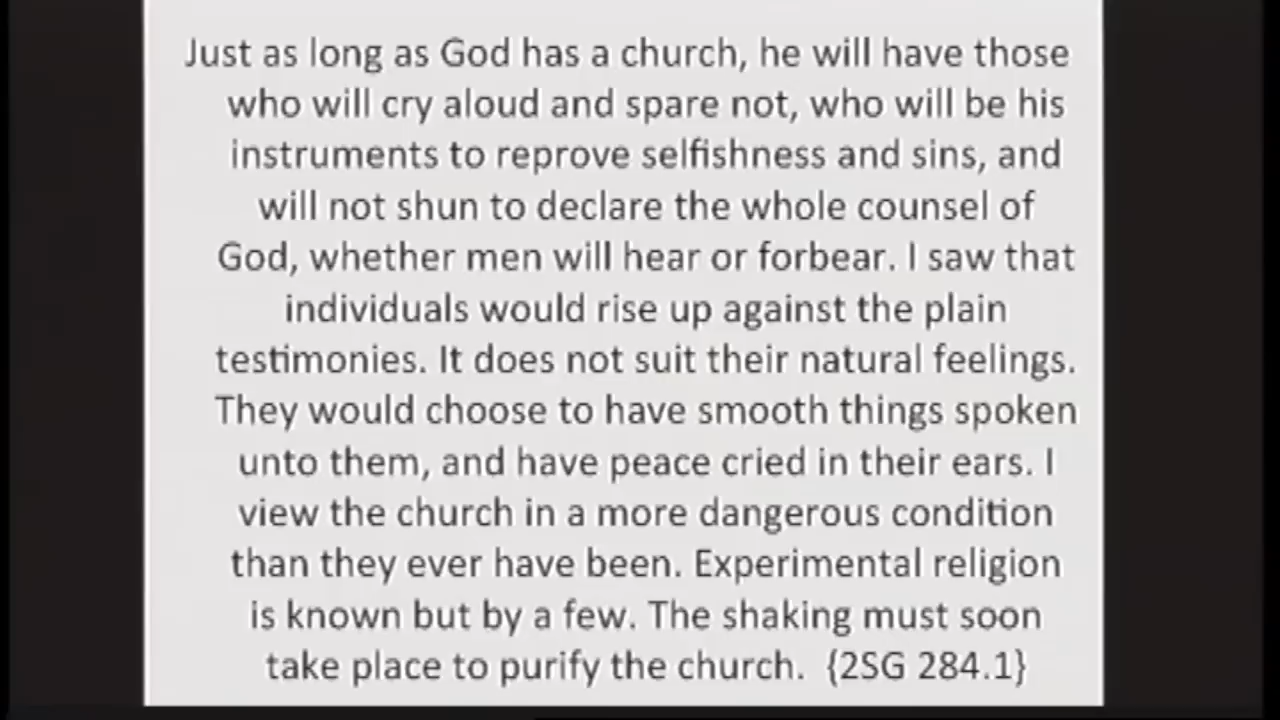 Just as long as God has a church, he will have those
who will cry aloud and spare not, who will be his
instruments to reprove selfishness and sins, and
will not shun to declare the whole counsel of
God, whether men will hear or forbear. I saw that
individuals would rise up against the plain
testimonies. It does not suit their natural feelings.
They would choose to have smooth things spoken
unto them, and have peace cried in their ears. I
view the church in a more dangerous condition
than they ever have been. Experimental religion
is known but by a few. The shaking must soon
take place to purify the church. {2SG 284.1}